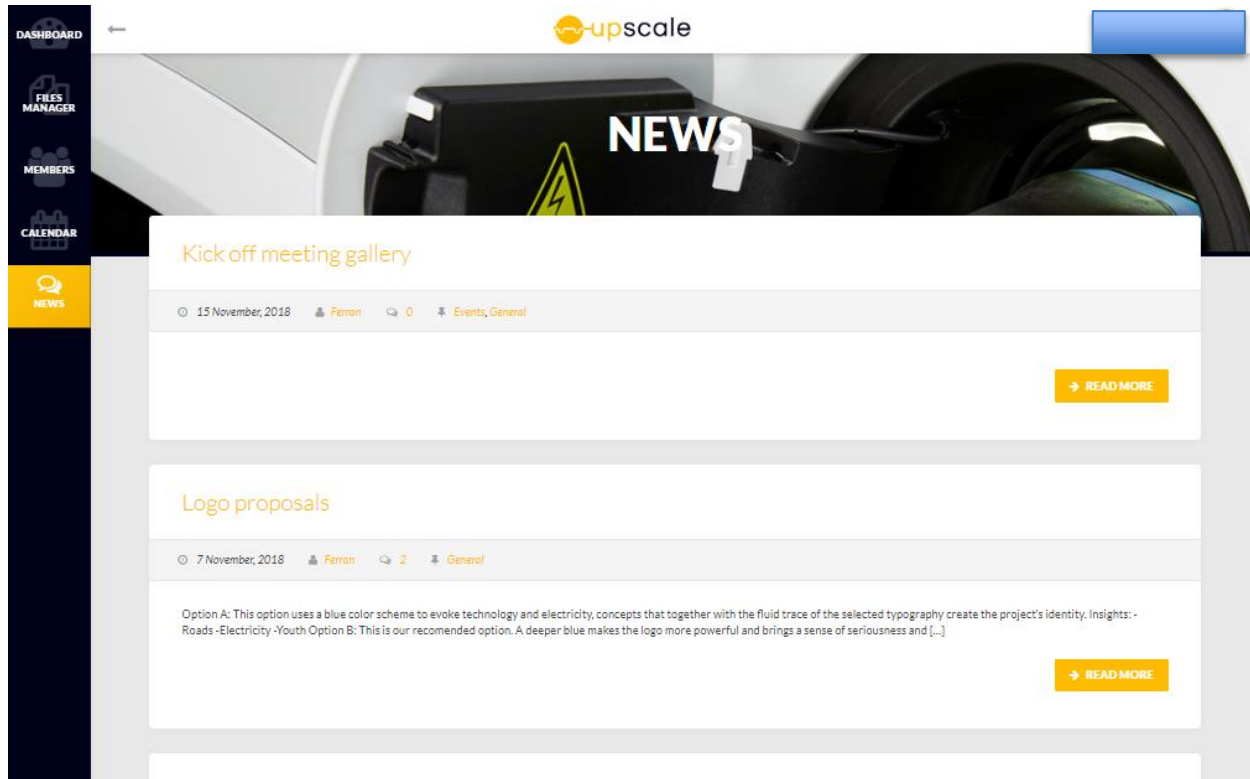 DASHBOARD
upscale
FILES
MANAGER
NEWS
MEMBERS
CALENDAR
NEWS
Kick off meeting gallery
15 November, 2018 Ferran 0 Events, General
READ MORE
Logo proposals
7 November, 2018 Ferran 2 General
Option A: This option uses a blue color scheme to evoke technology and electricity, concepts that together with the fluid trace of the selected typography create the project's identity. Insights: -
Roads -Electricity -Youth Option B: This is our recomended option. A deeper blue makes the logo more powerful and brings a sense of seriousness and [...]
READ MORE